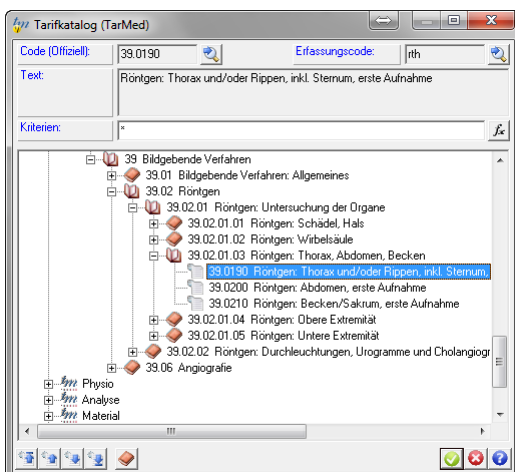 Tarifkatalog (TarMed)
Code (Offiziell): 39.0190 Erfassungscode: rth
Text: Röntgen: Thorax und/oder Rippen, inkl. Sternum, erste Aufnahme
Kriterien: * fx
39 Bildgebende Verfahren
39.01 Bildgebende Verfahren: Allgemeines
39.02 Röntgen
39.02.01 Röntgen: Untersuchung der Organe
39.02.01.01 Röntgen: Schädel, Hals
39.02.01.02 Röntgen: Wirbelsäule
39.02.01.03 Röntgen: Thorax, Abdomen, Becken
39.0190 Röntgen: Thorax und/oder Rippen, inkl. Sternum,
39.0200 Röntgen: Abdomen, erste Aufnahme
39.0210 Röntgen: Becken/Sakrum, erste Aufnahme
39.02.01.04 Röntgen: Obere Extremität
39.02.01.05 Röntgen: Untere Extremität
39.02.02 Röntgen: Durchleuchtungen, Urogramme und Cholangiogr
39.06 Angiografie
tm Physio
tm Analyse
tm Material